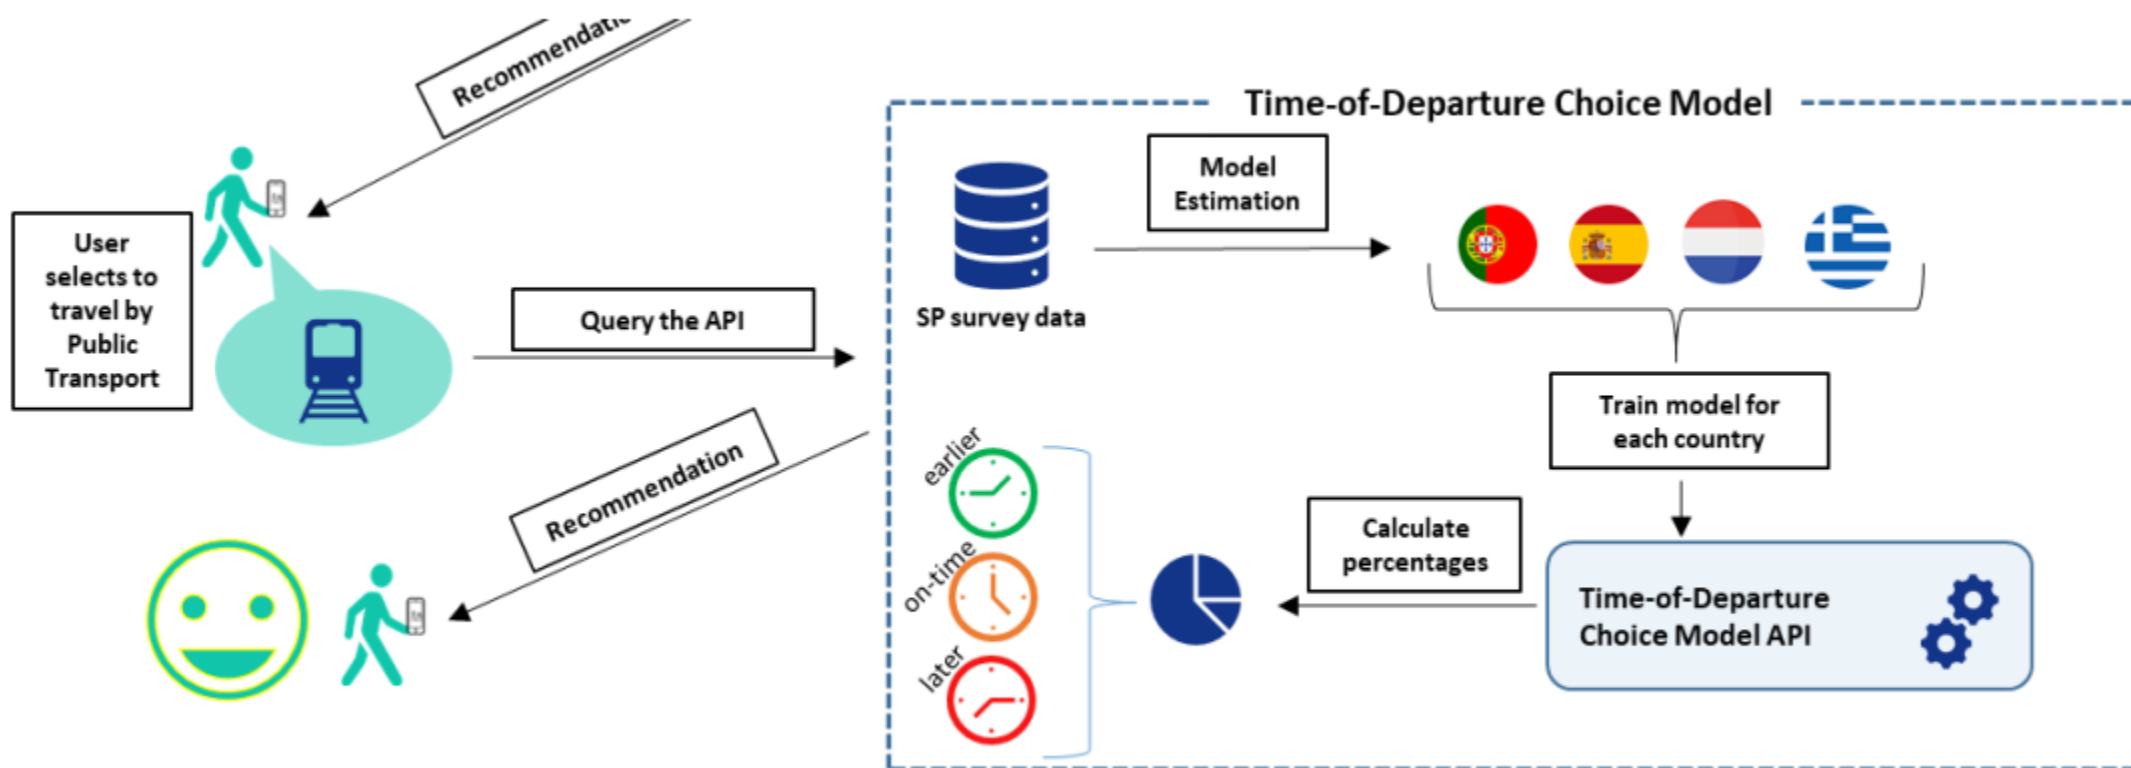 Time-of-Departure Choice Model
Model
Estimation
User
selects to
travel by
Public
Transport
Query the API
SP survey data
Train model for
each country
Recommendation
earlier
on-time
later
Calculate
percentages
Time-of-Departure
Choice Model API